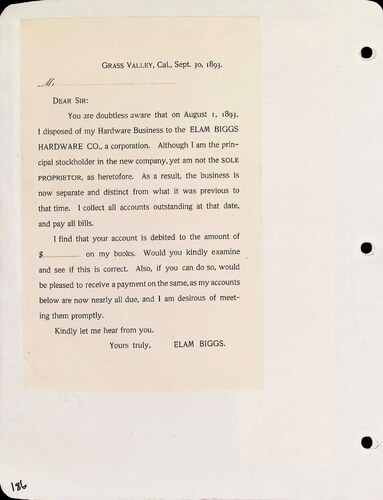 GRASS VALLEY, Cal., Sept. 30, 1893.
M.
DEAR SIR:
You are doubtless aware that on August 1, 1893,
I disposed of my Hardware Business to the ELAM BIGGS
HARDWARE CO., a corporation. Although I am the prin-
cipal stockholder in the new company, yet am not the SOLE
PROPRIETOR, as heretofore. As a result, the business is
now separate and distinct from what it was previous to
that time. I collect all accounts outstanding at that date,
and pay all bills.
I find that your account is debited to the amount of
$.................. on my books. Would you kindly examine
and see if this is correct. Also, if you can do so, would
be pleased to receive a payment on the same, as my accounts
below are now nearly all due, and I am desirous of meet-
ing them promptly.
Kindly let me hear from you.
Yours truly, ELAM BIGGS.
186